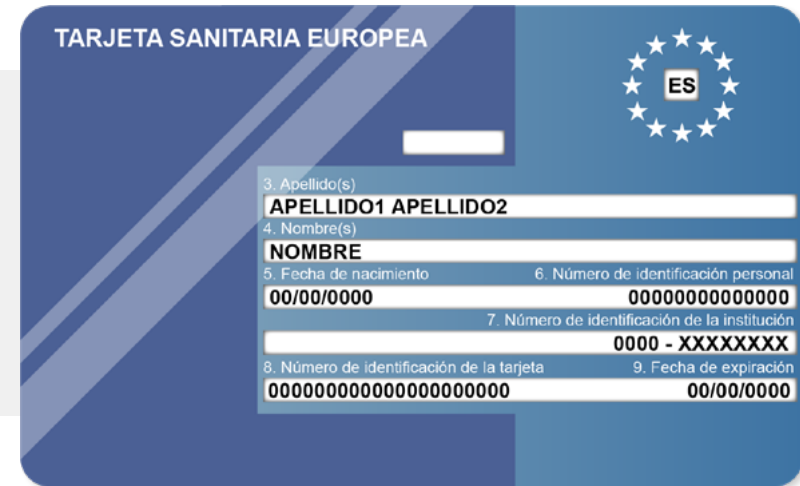 TARJETA SANITARIA EUROPEA
ES
3. Apellido(s)
APELLIDO1 APELLIDO2
4. Nombre(s)
NOMBRE
5. Fecha de nacimiento 6. Número de identificación personal
00/00/0000 00000000000000
7. Número de identificación de la institución
0000 - XXXXXXXX
8. Número de identificación de la tarjeta 9. Fecha de expiración
00000000000000000000 00/00/0000